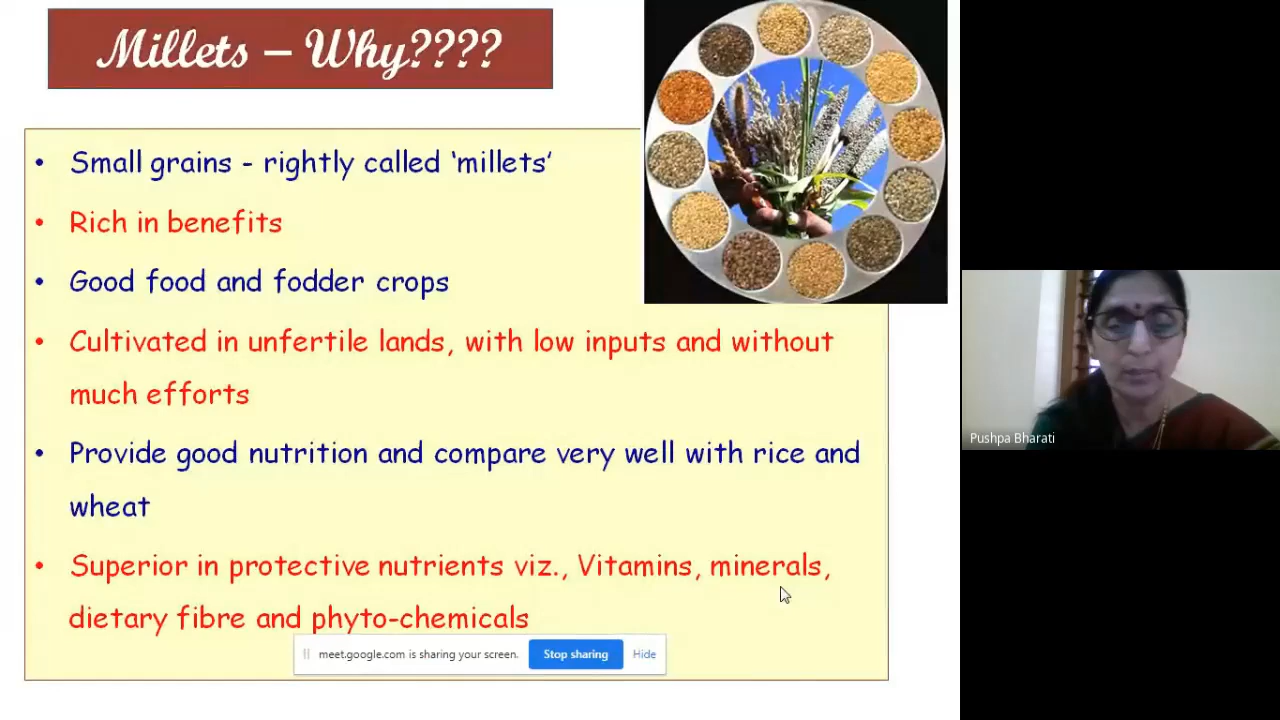 Millets – Why????
• Small grains - rightly called ‘millets’
• Rich in benefits
• Good food and fodder crops
• Cultivated in unfertile lands, with low inputs and without
much efforts
• Provide good nutrition and compare very well with rice and
wheat
• Superior in protective nutrients viz., Vitamins, minerals,
dietary fibre and phyto-chemicals
meet.google.com is sharing your screen. Stop sharing Hide
Pushpa Bharati